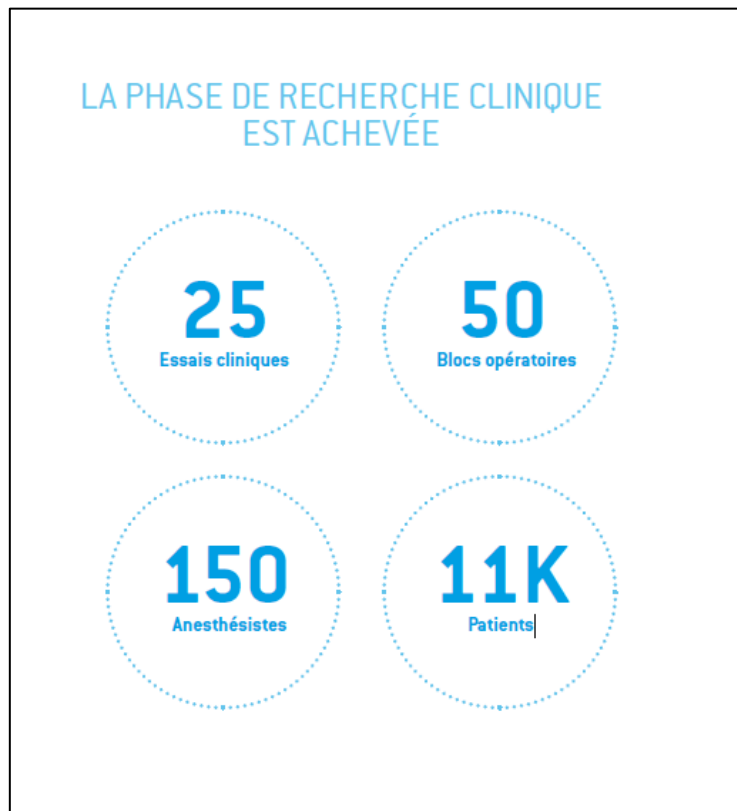 LA PHASE DE RECHERCHE CLINIQUE
EST ACHEVÉE
25
Essais cliniques
50
Blocs opératoires
150
Anesthésistes
11K
Patients